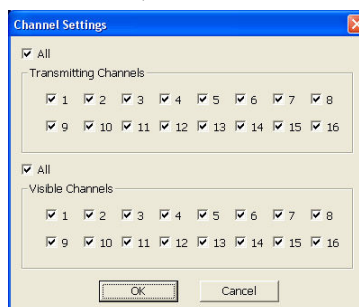 Channel Settings
All
Transmitting Channels
1 2 3 4 5 6 7 8
9 10 11 12 13 14 15 16
All
Visible Channels
1 2 3 4 5 6 7 8
9 10 11 12 13 14 15 16
OK Cancel